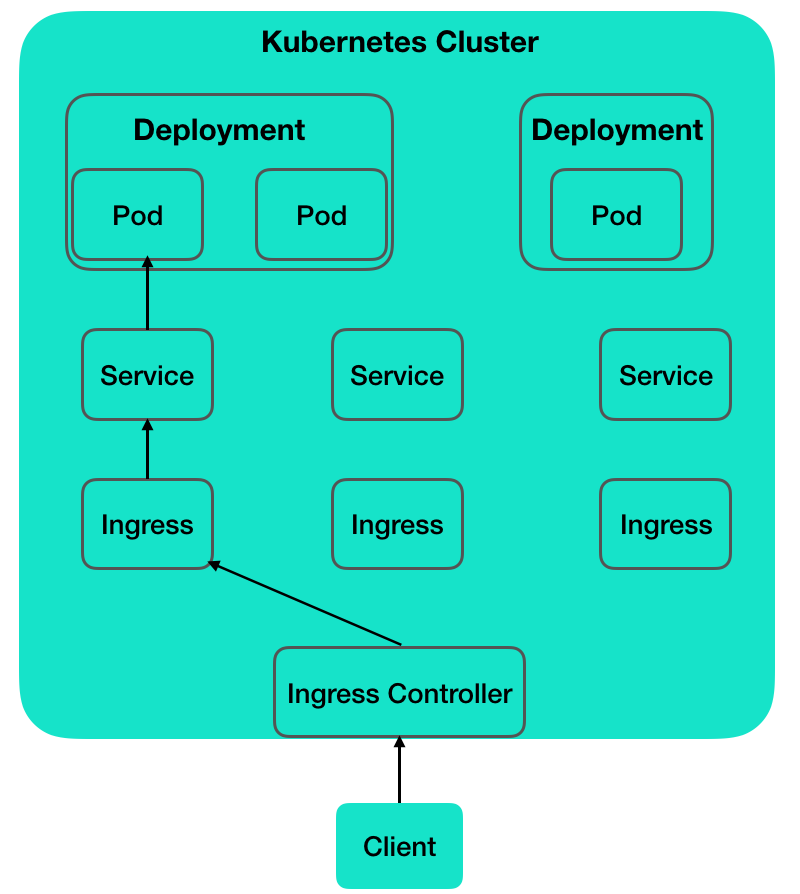 Kubernetes Cluster
Deployment
Deployment
Pod
Pod
Pod
Service
Service
Service
Ingress
Ingress
Ingress
Ingress Controller
Client